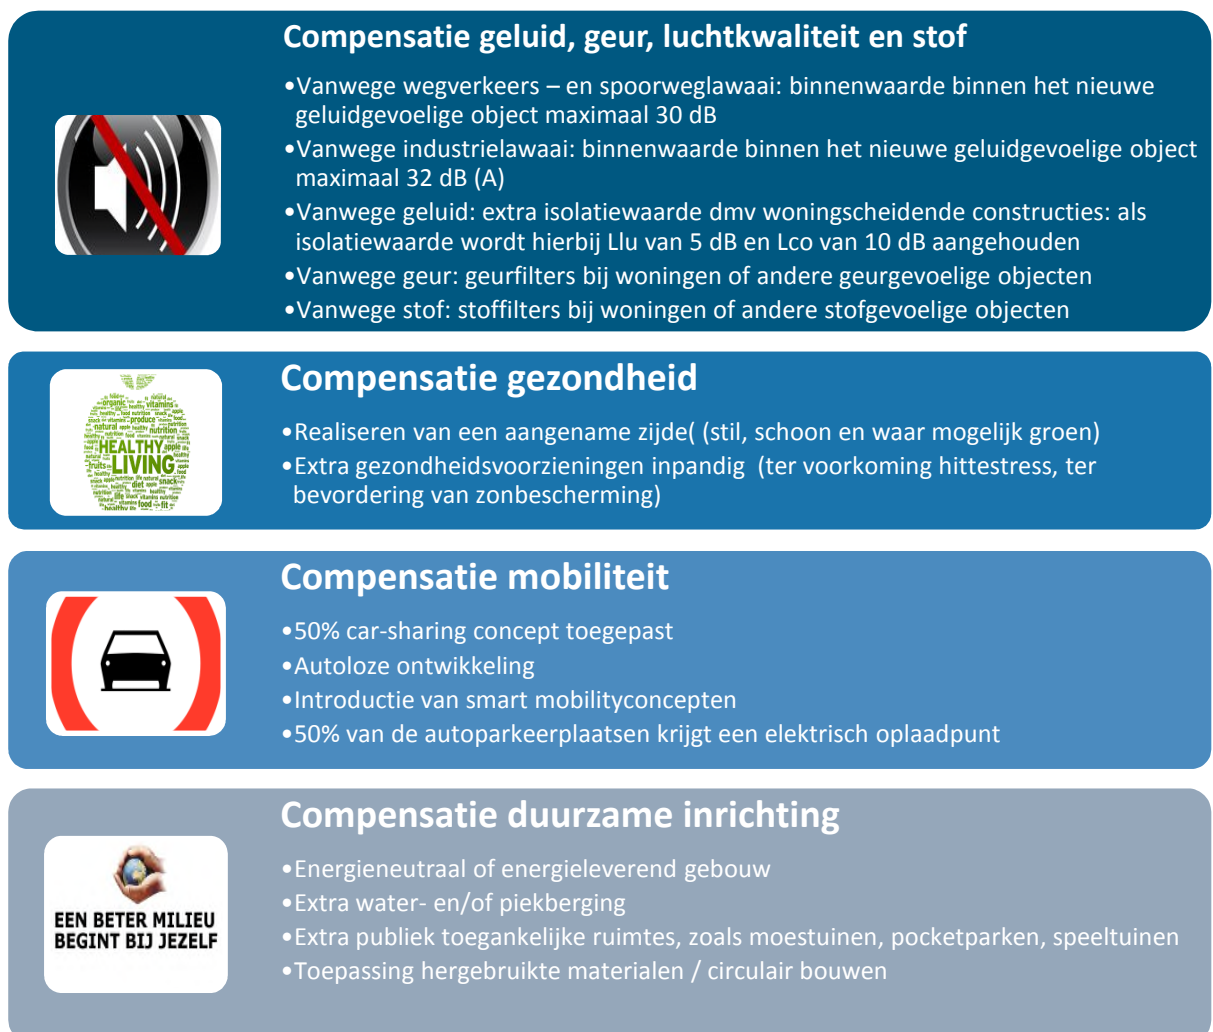 Compensatie geluid, geur, luchtkwaliteit en stof
•Vanwege wegverkeers – en spoorweglawaai: binnenwaarde binnen het nieuwe
geluidgevoelige object maximaal 30 dB
•Vanwege industrielawaai: binnenwaarde binnen het nieuwe geluidgevoelige object
maximaal 32 dB (A)
•Vanwege geluid: extra isolatiewaarde dmv woningscheidende constructies: als
isolatiewaarde wordt hierbij Llu van 5 dB en Lco van 10 dB aangehouden
•Vanwege geur: geurfilters bij woningen of andere geurgevoelige objecten
•Vanwege stof: stoffilters bij woningen of andere stofgevoelige objecten
Compensatie gezondheid
HEALTHY
LIVING
•Realiseren van een aangename zijde( (stil, schoon en waar mogelijk groen)
•Extra gezondheidsvoorzieningen inpandig (ter voorkoming hittestress, ter
bevordering van zonbescherming)
Compensatie mobiliteit
•50% car-sharing concept toegepast
•Autoloze ontwikkeling
•Introductie van smart mobilityconcepten
•50% van de autoparkeerplaatsen krijgt een elektrisch oplaadpunt
Compensatie duurzame inrichting
EEN BETER MILIEU
BEGINT BIJ JEZELF
•Energieneutraal of energieleverend gebouw
•Extra water- en/of piekberging
•Extra publiek toegankelijke ruimtes, zoals moestuinen, pocketparken, speeltuinen
•Toepassing hergebruikte materialen / circulair bouwen